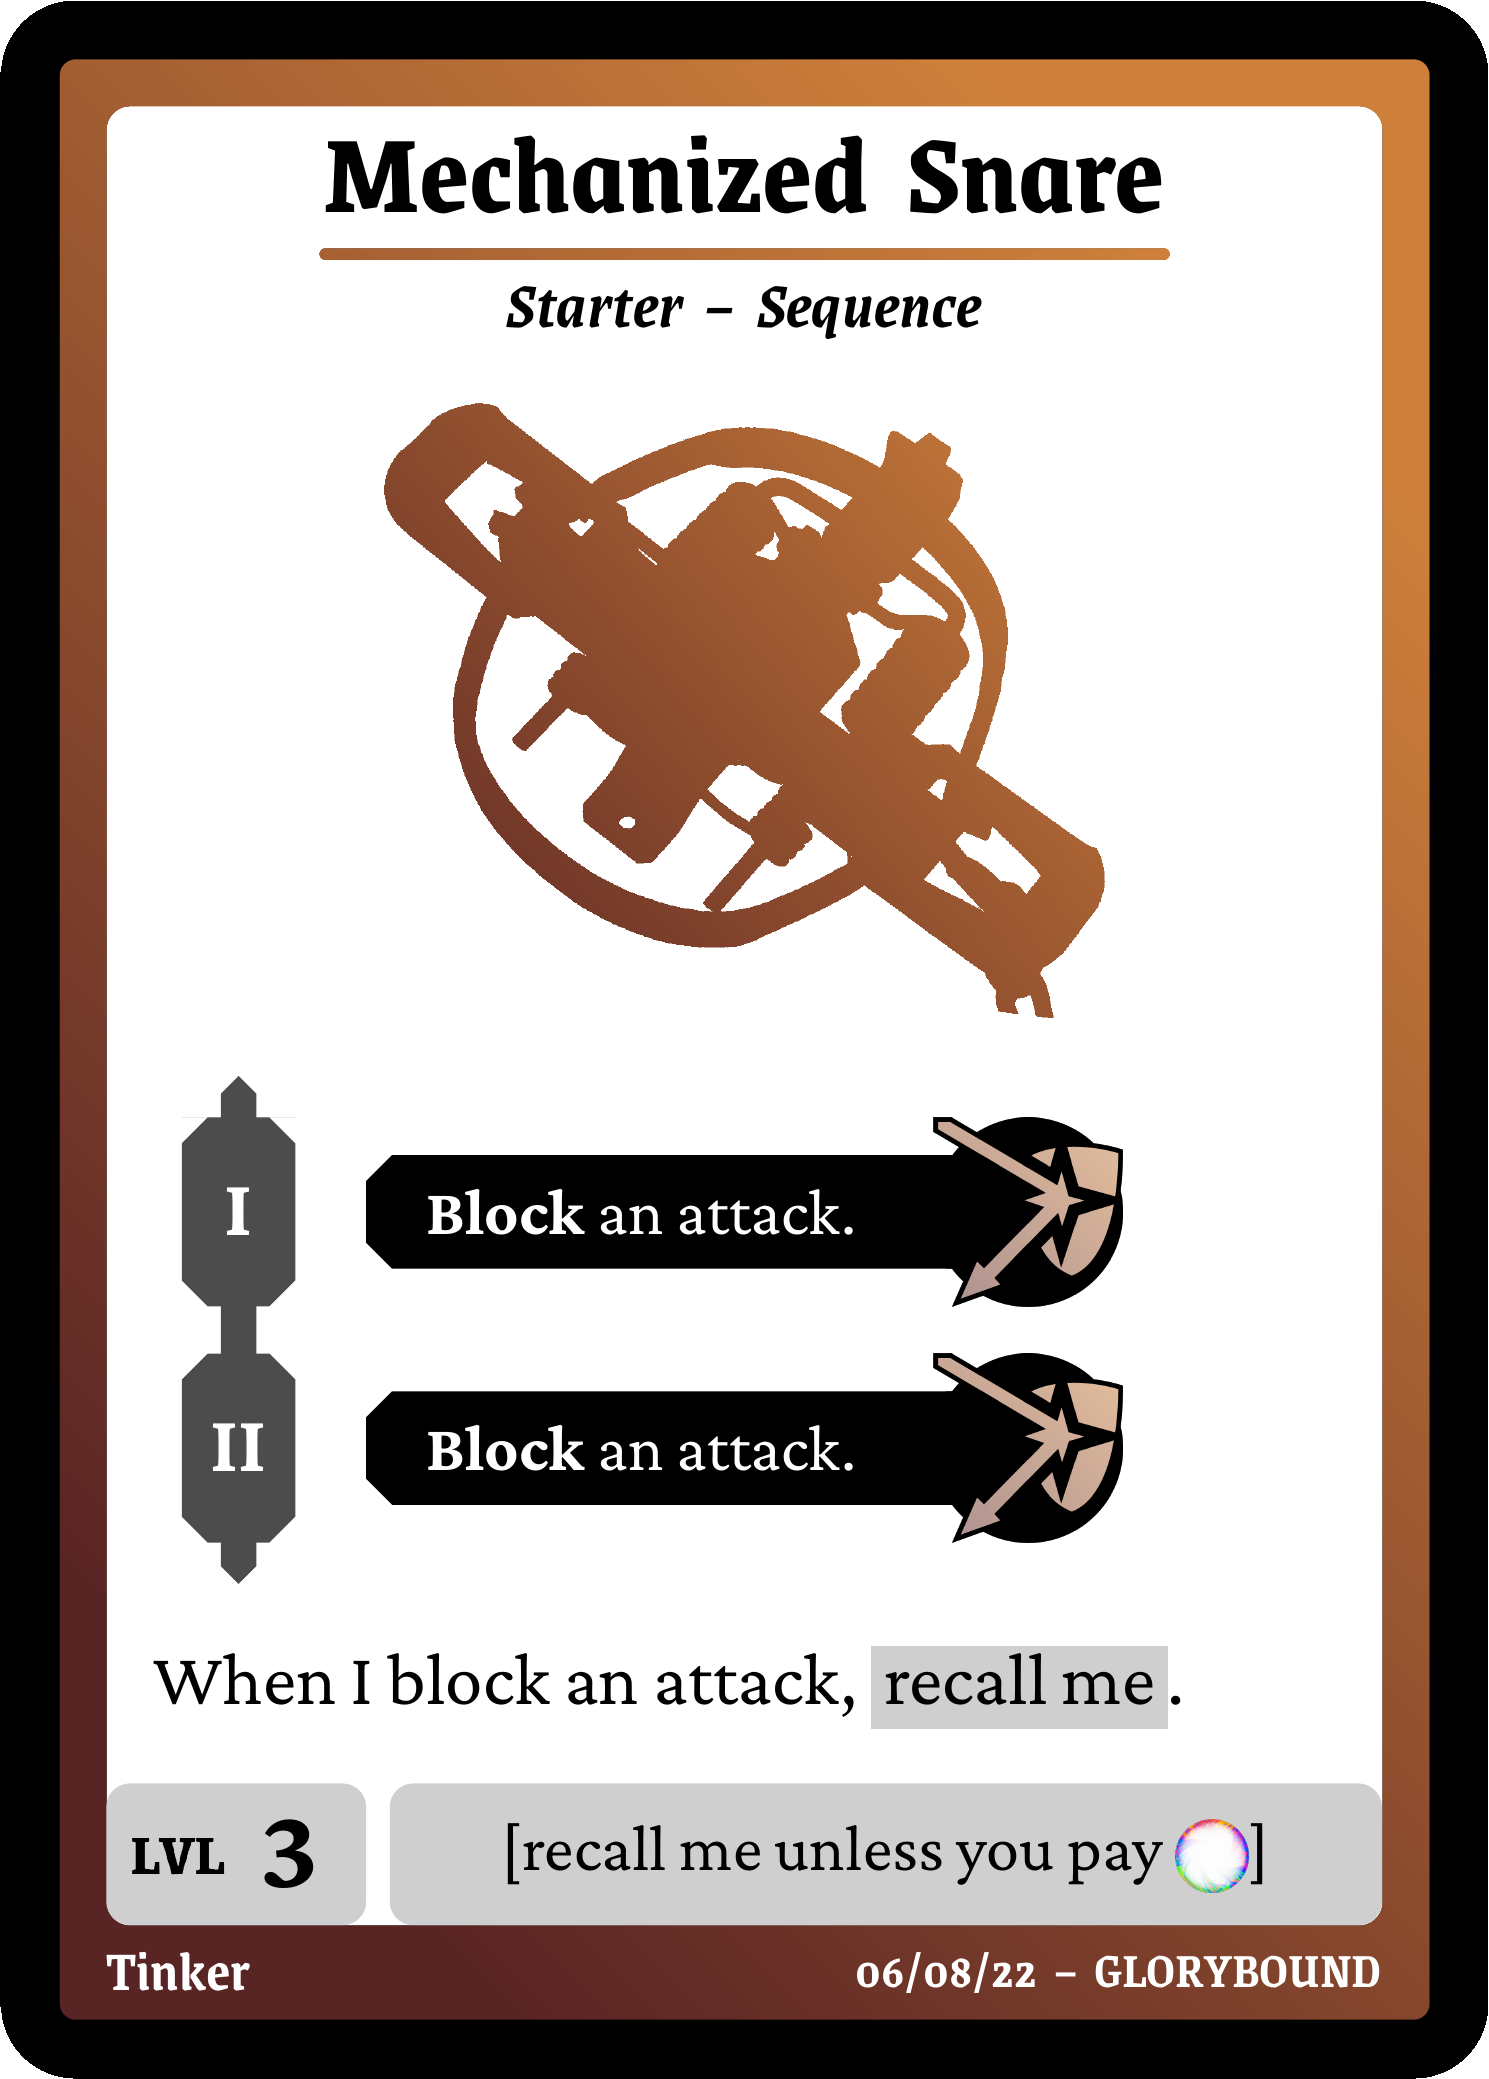 Mechanized Snare
Starter – Sequence
I
Block an attack.
II
Block an attack.
When I block an attack, recall me.
LVL 3
[recall me unless you pay ]
Tinker
06/08/22 – GLORYBOUND